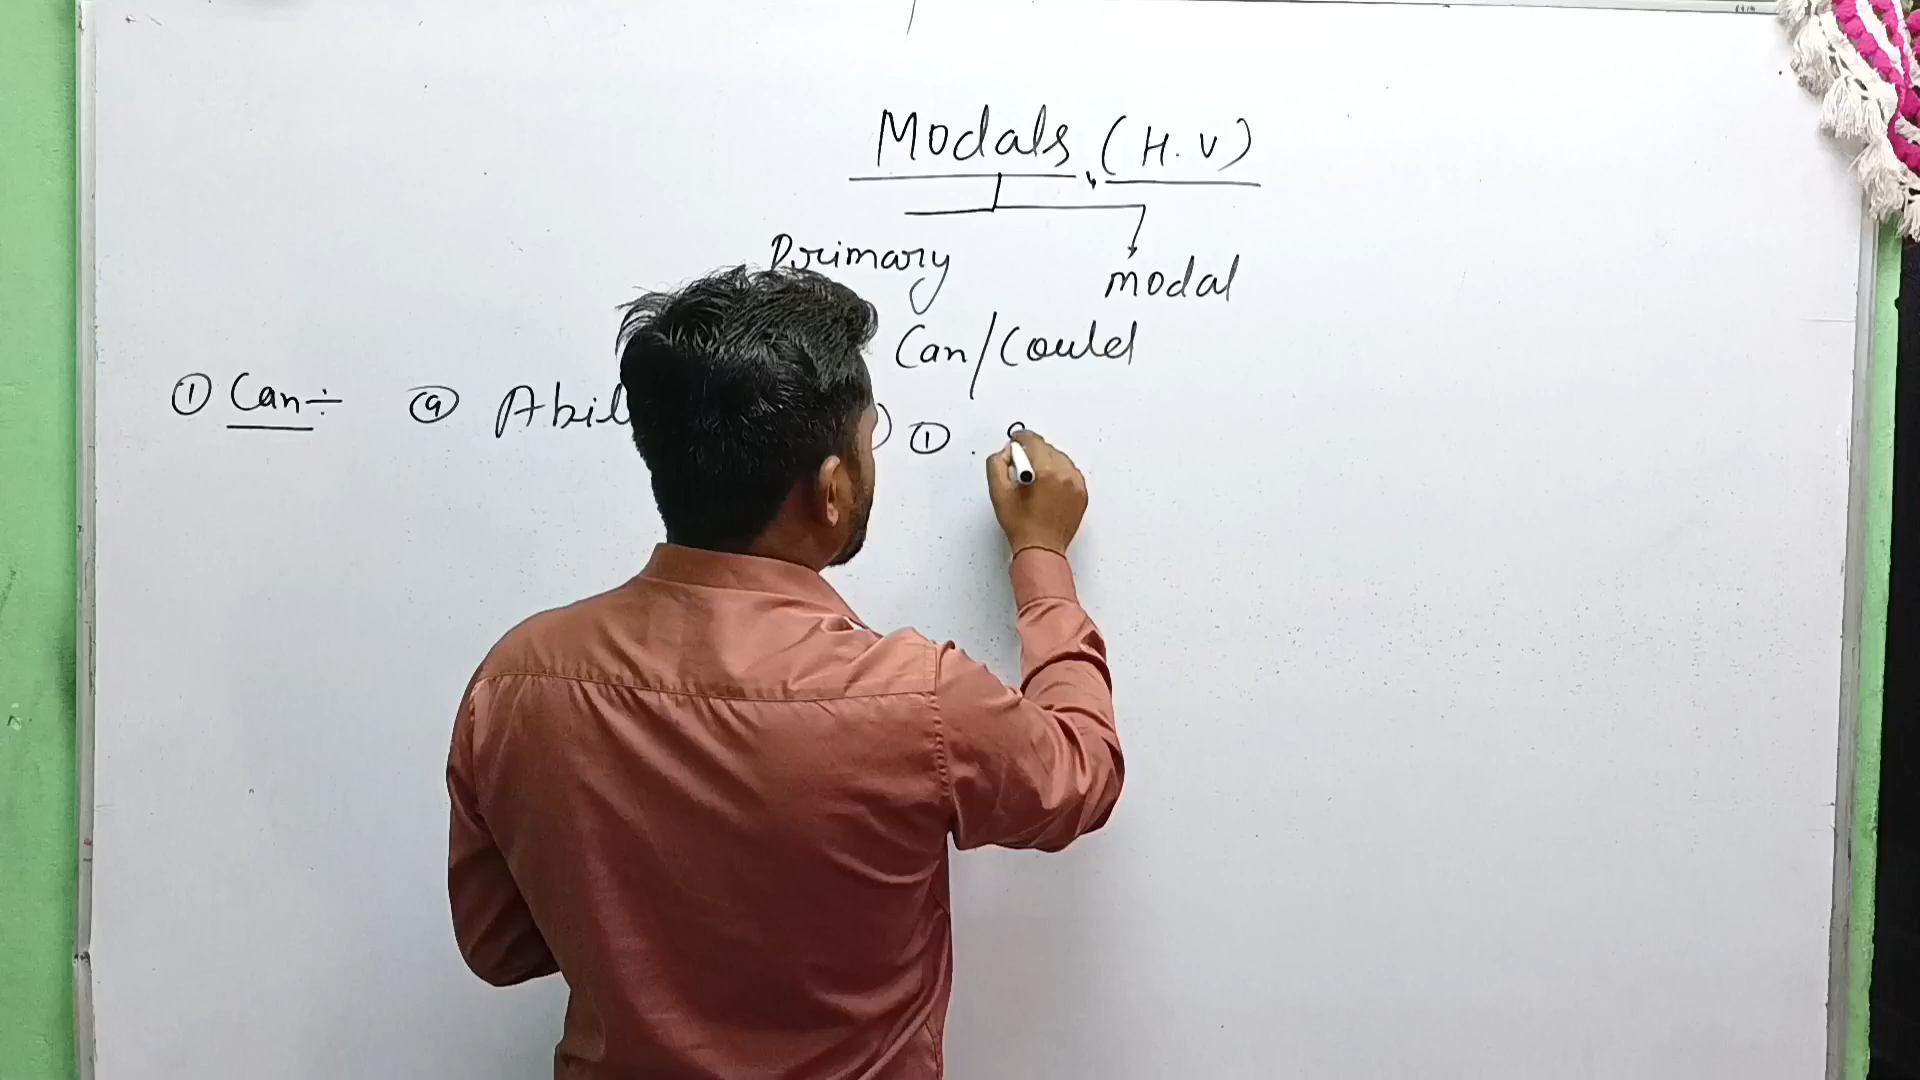 Modals (H.V)
Primary modal
Can/Could
① Can÷ ⓐ Abil ) ①